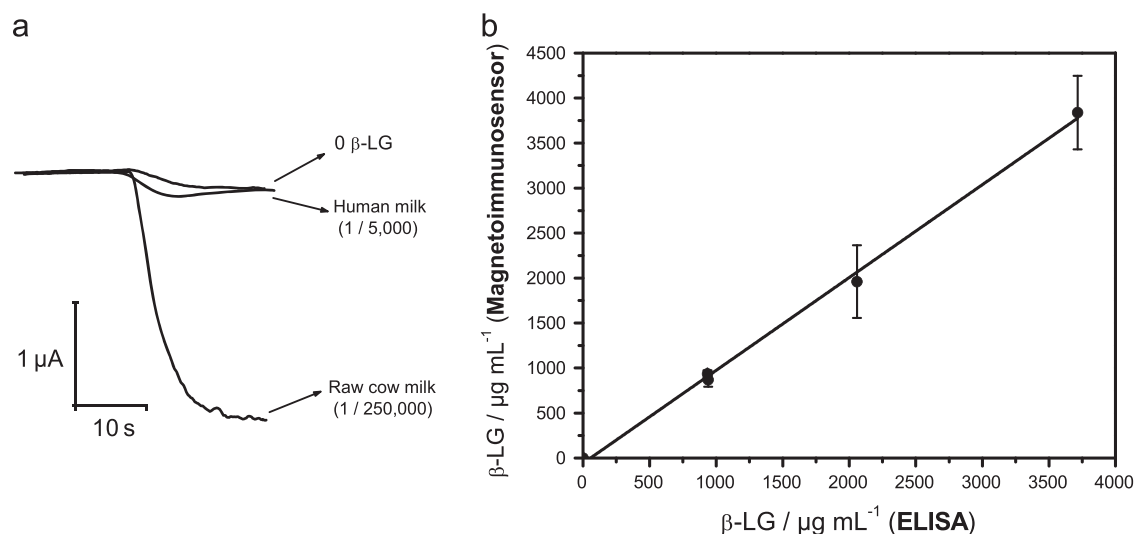 a
0 β-LG
Human milk
(1 / 5,000)
1 µA
10 s
Raw cow milk
(1 / 250,000)
b
β-LG / µg mL⁻¹ (Magnetoimmunosensor)
4500
4000
3500
3000
2500
2000
1500
1000
500
0
0 500 1000 1500 2000 2500 3000 3500 4000
β-LG / µg mL⁻¹ (ELISA)